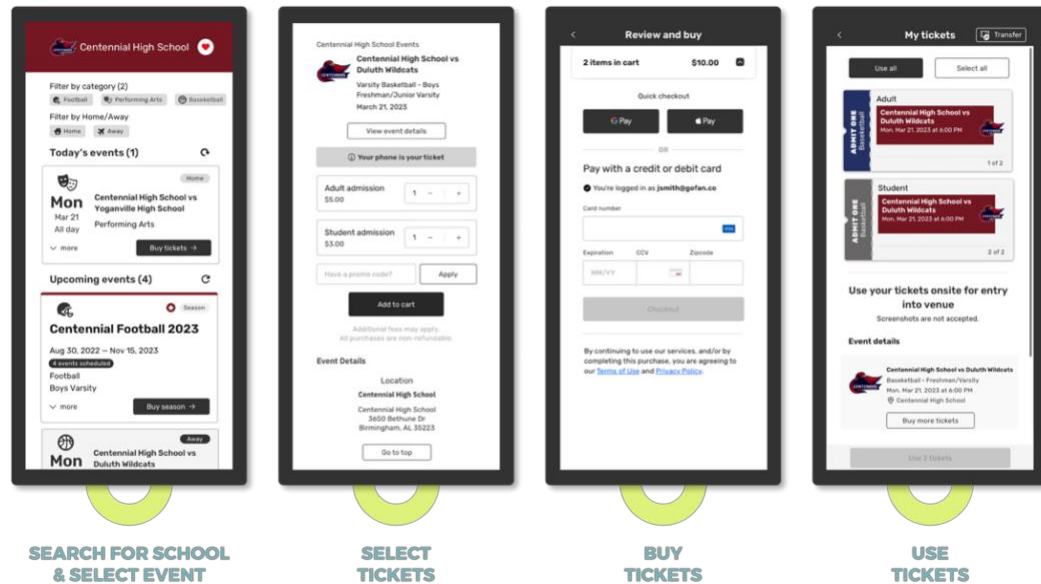 Centennial High School
Filter by category (2)
Football Performing Arts Basketball
Filter by Home/Away
Home Away
Today's events (1)
Home
Mon
Mar 21
All day
Centennial High School vs
Yoganville High School
Performing Arts
more
Buy tickets →
Upcoming events (4)
Season
Centennial Football 2023
Aug 30, 2022 – Nov 15, 2023
4 events scheduled
Football
Boys Varsity
more
Buy season →
Away
Mon
Centennial High School vs
Duluth Wildcats
SEARCH FOR SCHOOL
& SELECT EVENT
Centennial High School Events
CENTENNIAL
Centennial High School vs
Duluth Wildcats
Varsity Basketball - Boys
Freshman/Junior Varsity
March 21, 2023
View event details
Your phone is your ticket
Adult admission
$5.00
1 - +
Student admission
$3.00
1 - +
Have a promo code?
Apply
Add to cart
Additional fees may apply.
All purchases are non-refundable.
Event Details
Location
Centennial High School
Centennial High School
3650 Bethune Dr
Birmingham, AL 35223
Go to top
SELECT
TICKETS
Review and buy
2 items in cart $10.00
Quick checkout
G Pay
Pay
OR
Pay with a credit or debit card
You're logged in as jsmith@gofan.co
Card number
VISA
Expiration CCV Zipcode
MM/YY
Checkout
By continuing to use our services, and/or by
completing this purchase, you are agreeing to
our Terms of Use and Privacy Policy.
BUY
TICKETS
My tickets
Transfer
Use all
Select all
ADMIT ONE
Basketball
Adult
Centennial High School vs
Duluth Wildcats
Mon. Mar 21, 2023 at 6:00 PM
1 of 2
ADMIT ONE
Basketball
Student
Centennial High School vs
Duluth Wildcats
Mon. Mar 21, 2023 at 6:00 PM
2 of 2
Use your tickets onsite for entry
into venue
Screenshots are not accepted.
Event details
CENTENNIAL
Centennial High School vs Duluth Wildcats
Basketball - Freshman/Varsity
Mon. Mar 21, 2023 at 6:00 PM
Centennial High School
Buy more tickets
Use 2 tickets
USE
TICKETS